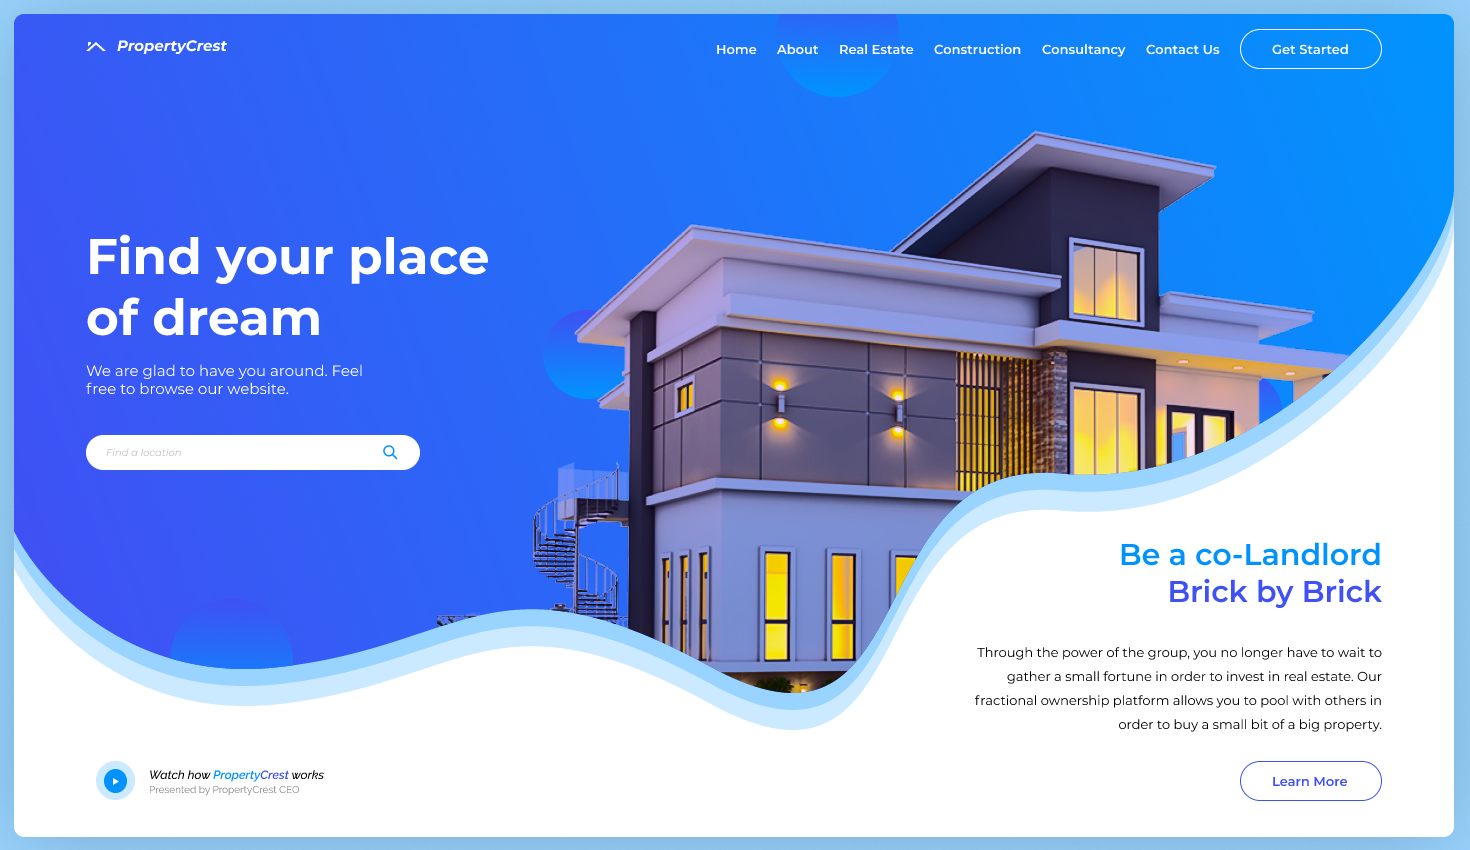 PropertyCrest
Home About Real Estate Construction Consultancy Contact Us Get Started
Find your place
of dream
We are glad to have you around. Feel
free to browse our website.
Find a location
Be a co-Landlord
Brick by Brick
Through the power of the group, you no longer have to wait to
gather a small fortune in order to invest in real estate. Our
fractional ownership platform allows you to pool with others in
order to buy a small bit of a big property.
Watch how PropertyCrest works
Presented by PropertyCrest CEO
Learn More